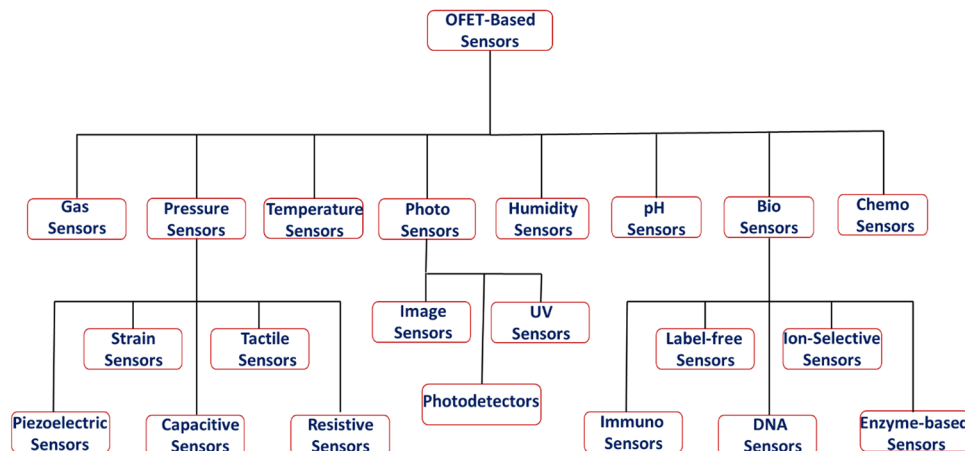 OFET-Based
Sensors
Gas
Sensors
Pressure
Sensors
Temperature
Sensors
Photo
Sensors
Humidity
Sensors
pH
Sensors
Bio
Sensors
Chemo
Sensors
Image
Sensors
UV
Sensors
Strain
Sensors
Tactile
Sensors
Label-free
Sensors
Ion-Selective
Sensors
Photodetectors
Piezoelectric
Sensors
Capacitive
Sensors
Resistive
Sensors
Immuno
Sensors
DNA
Sensors
Enzyme-based
Sensors